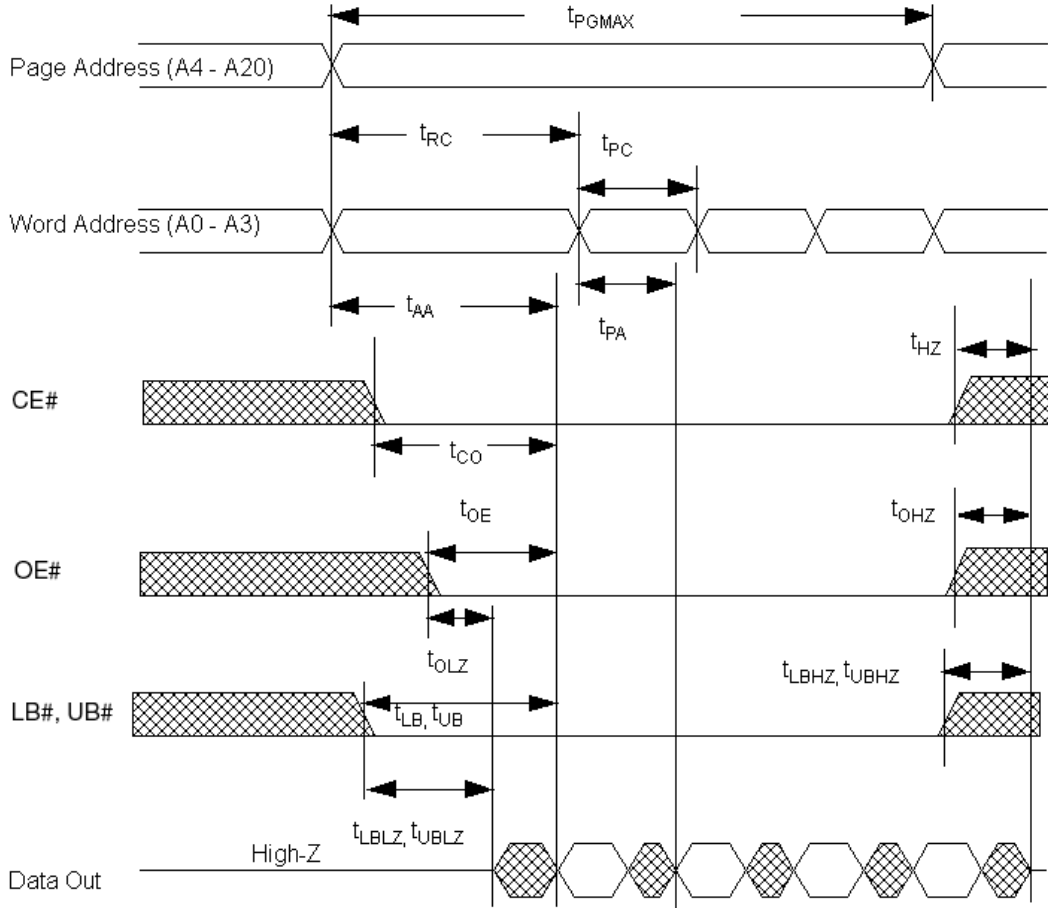 tPGMAX
Page Address (A4 - A20)
tRC
tPC
Word Address (A0 - A3)
tAA
tPA
tHZ
CE#
tCO
tOE
tOHZ
OE#
tOLZ
tLBHZ, tUBHZ
LB#, UB#
tLB, tUB
tLBLZ, tUBLZ
High-Z
Data Out